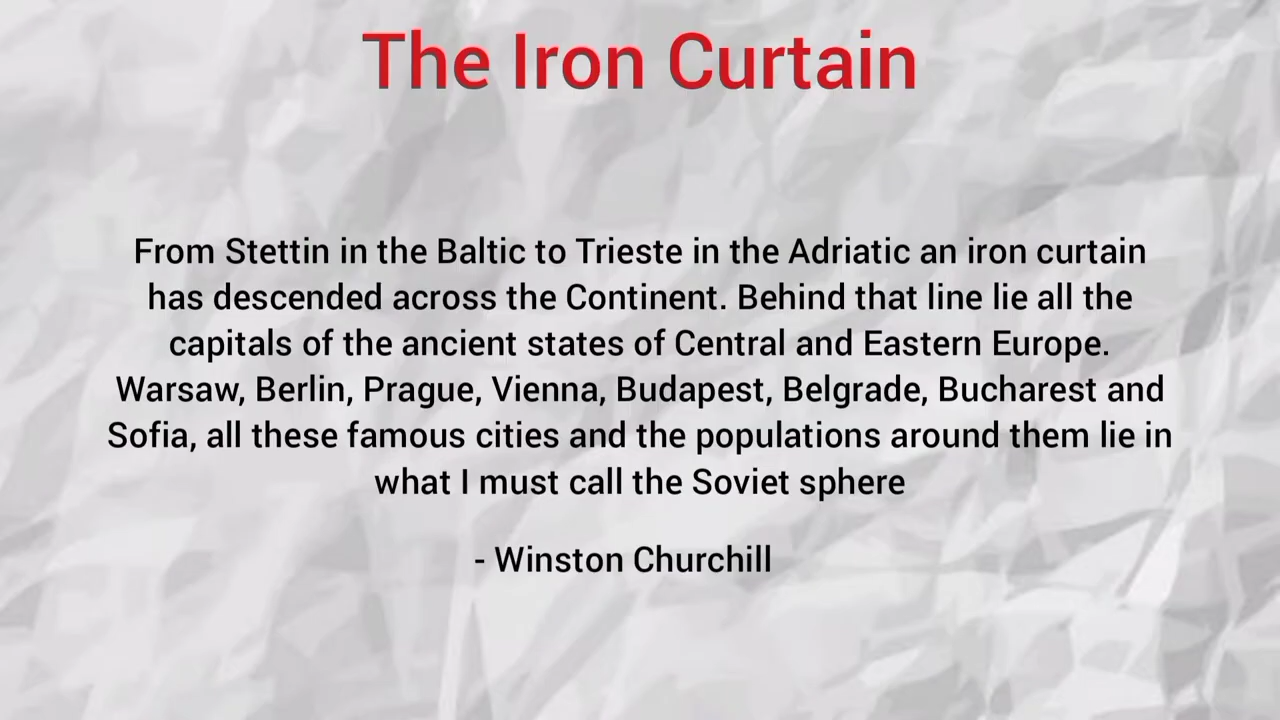 The Iron Curtain
From Stettin in the Baltic to Trieste in the Adriatic an iron curtain
has descended across the Continent. Behind that line lie all the
capitals of the ancient states of Central and Eastern Europe.
Warsaw, Berlin, Prague, Vienna, Budapest, Belgrade, Bucharest and
Sofia, all these famous cities and the populations around them lie in
what I must call the Soviet sphere
- Winston Churchill